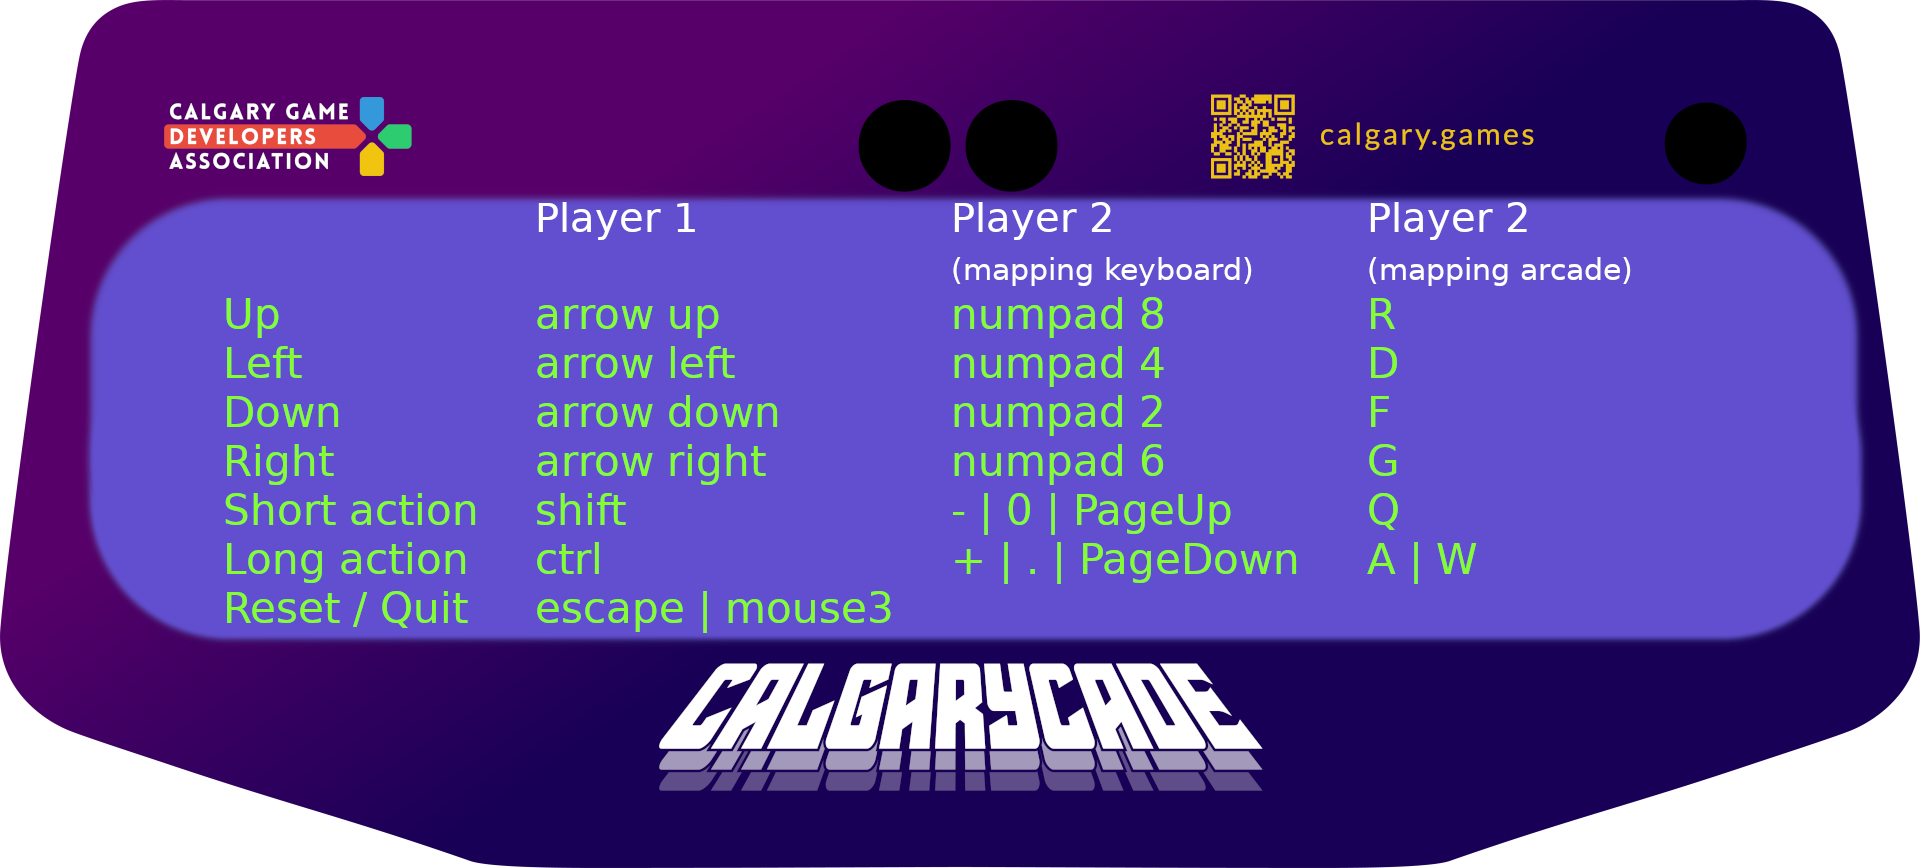 CALGARY GAME
DEVELOPERS
ASSOCIATION
calgary.games
Player 1 Player 2 Player 2
(mapping keyboard) (mapping arcade)
Up arrow up numpad 8 R
Left arrow left numpad 4 D
Down arrow down numpad 2 F
Right arrow right numpad 6 G
Short action shift - | 0 | PageUp Q
Long action ctrl + | . | PageDown A | W
Reset / Quit escape | mouse3
CALGARYCADE